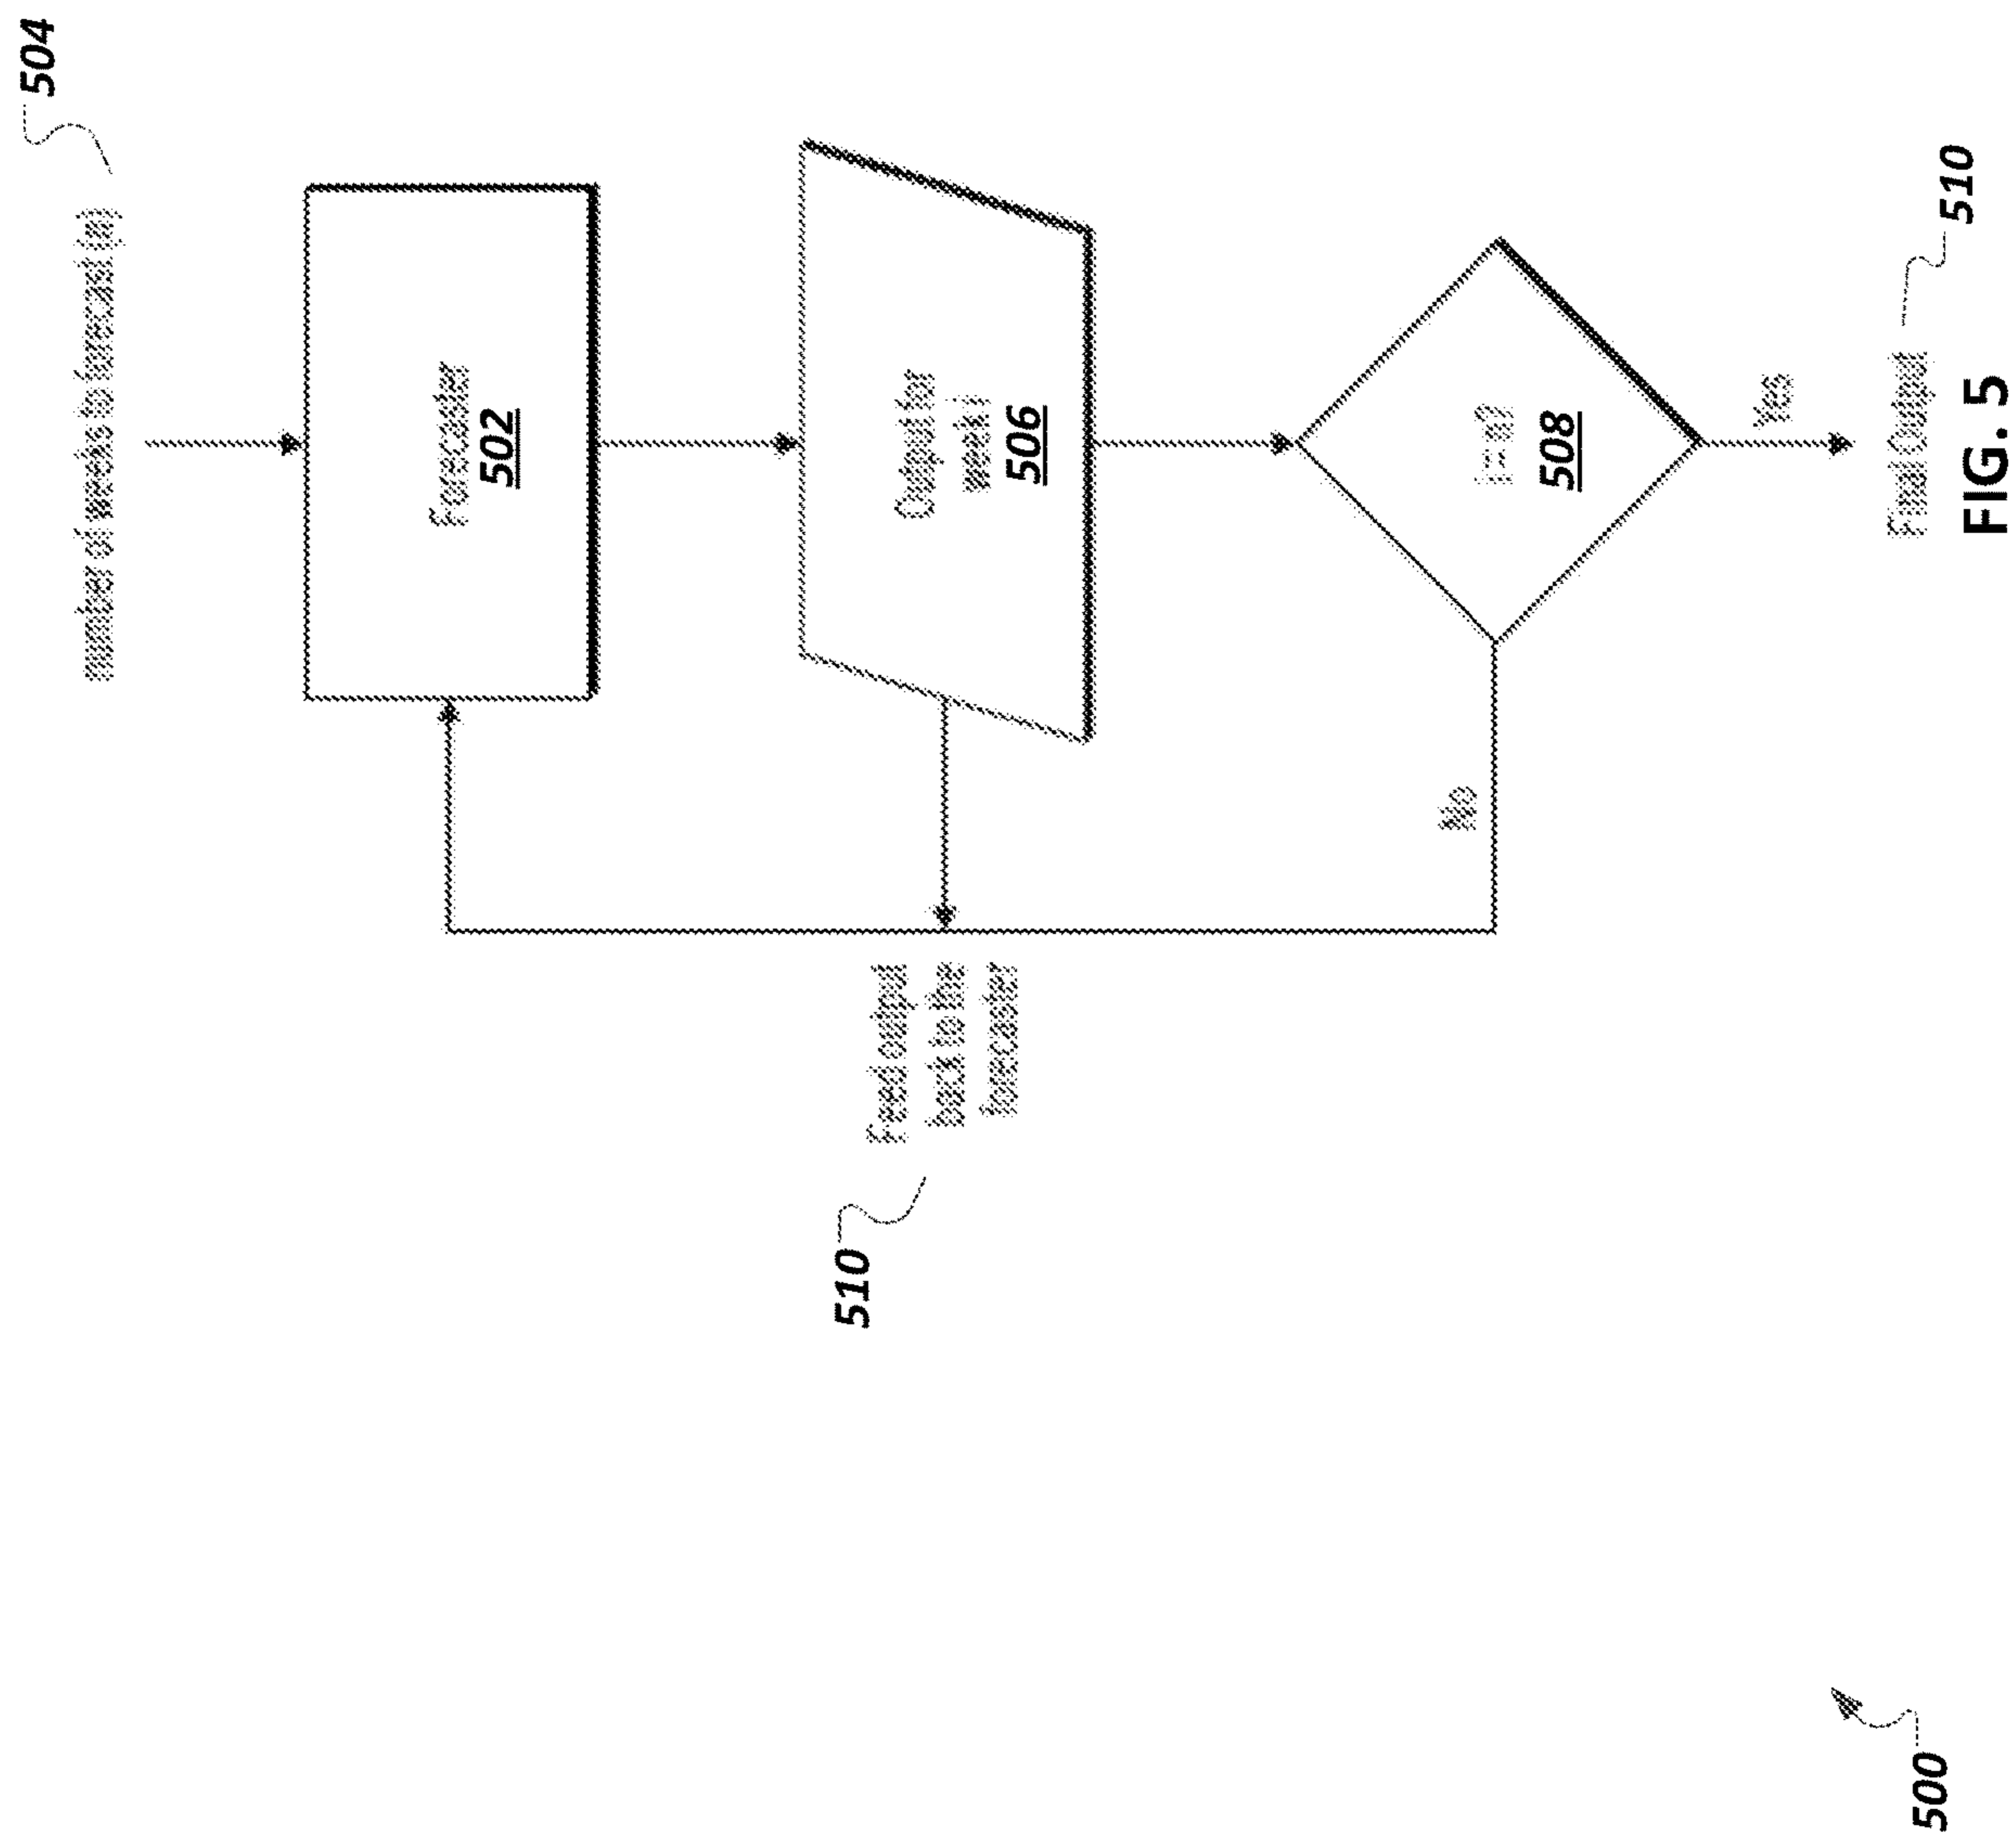 504
number of weeks to forecast (n)
Forecaster
502
Output for
week i
506
Feed output
back to the
forecaster
510
i = n?
508
No
Yes
Final Output
510
FIG. 5
500